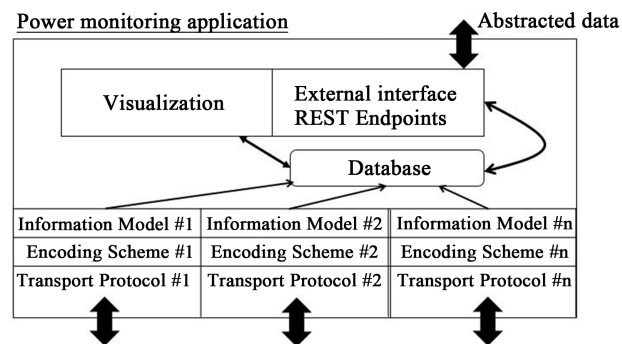 Power monitoring application
Abstracted data
Visualization
External interface
REST Endpoints
Database
Information Model #1
Information Model #2
Information Model #n
Encoding Scheme #1
Encoding Scheme #2
Encoding Scheme #n
Transport Protocol #1
Transport Protocol #2
Transport Protocol #n